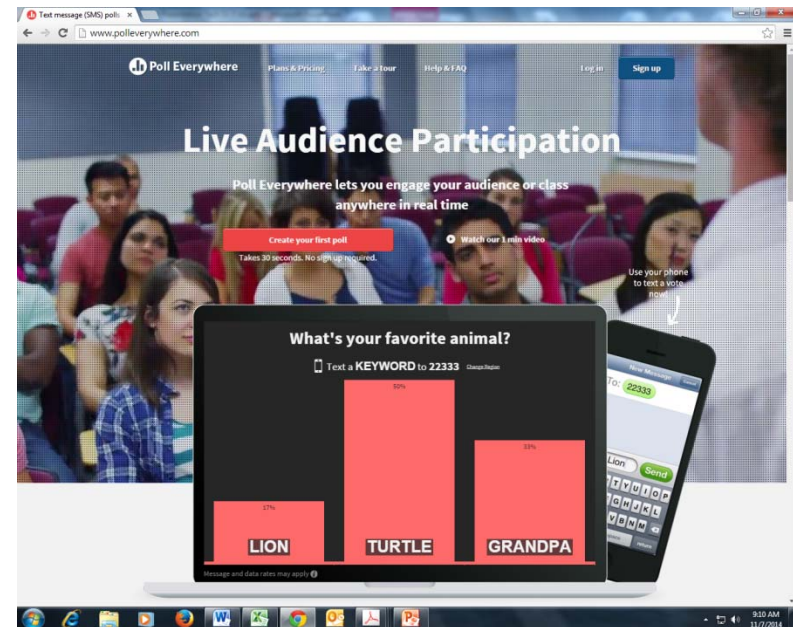 Text message (SMS) polls
www.polleverywhere.com
Poll Everywhere
Plans & Pricing
Take a tour
Help & FAQ
Log in
Sign up
Live Audience Participation
Poll Everywhere lets you engage your audience or class
anywhere in real time
Create your first poll
Watch our 1 min video
Takes 30 seconds. No sign up required.
Use your phone
to text a vote
now!
What's your favorite animal?
Text a KEYWORD to 22333 Change Region
17%
50%
33%
LION
TURTLE
GRANDPA
Message and data rates may apply
New Message
To: 22333
Lion
Send
T Y U I O P
G H J K L
V B N M
return
9:10 AM
11/7/2014